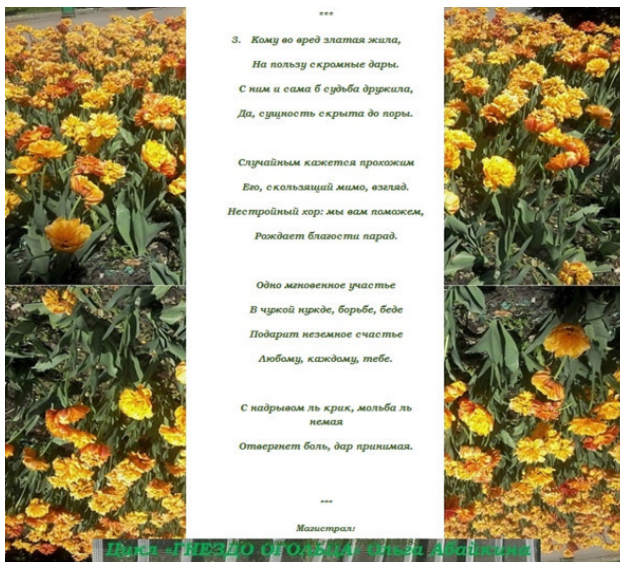 ***
3. Кому во вред златая жила,
На пользу скромные дары.
С ним и сама б судьба дружила,
Да, сущность скрыта до поры.
Случайным кажется прохожим
Его, скользящий мимо, взгляд.
Нестройный хор: мы вам поможем,
Рождает благости парад.
Одно мгновенное участье
В чужой нужде, борьбе, беде
Подарит неземное счастье
Любому, каждому, тебе.
С надрывом ль крик, мольба ль
немая
Отвергнет боль, дар принимая.
***
Магистрал:
Цикл «ГНЕЗДО ОГОЛЬЦА» Ольга Абайкина